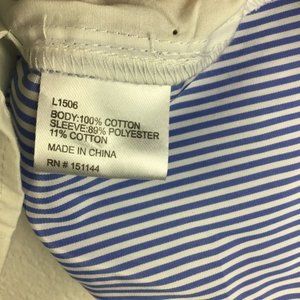 L1506
BODY:100% COTTON
SLEEVE:89% POLYESTER
11% COTTON
MADE IN CHINA
RN # 151144